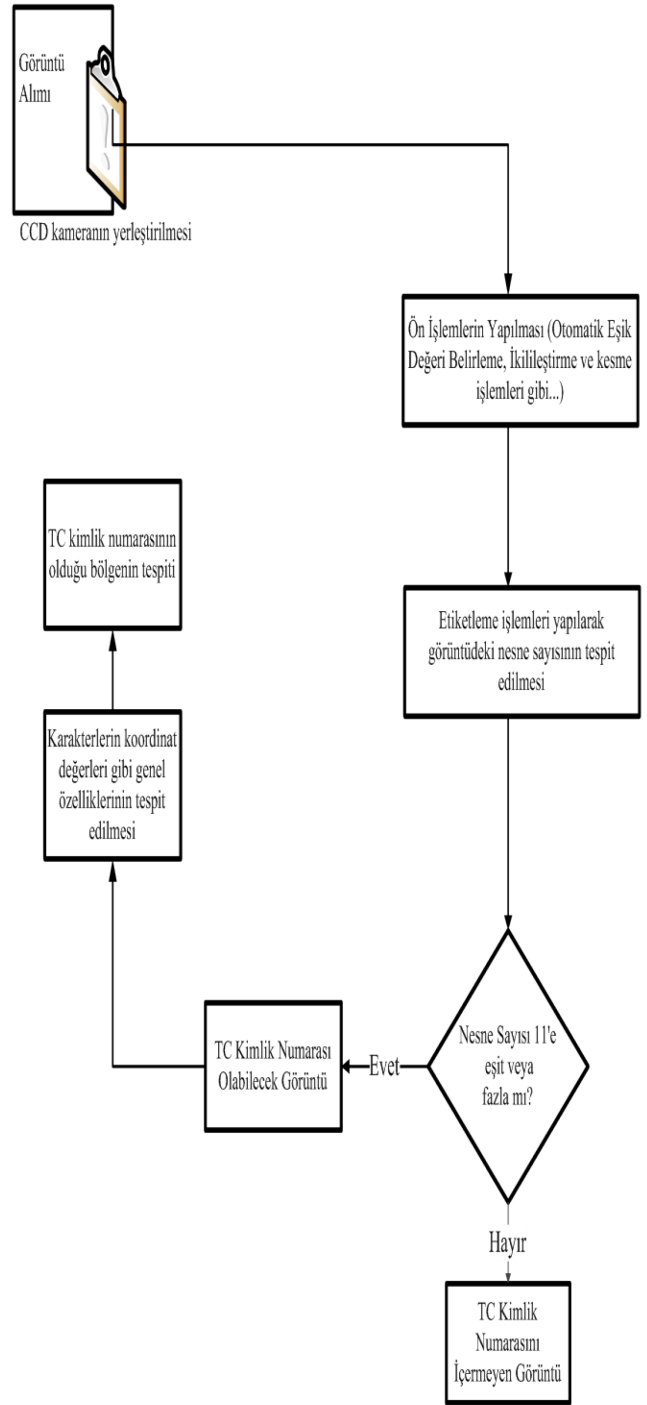 Görüntü
Alımı
CCD kameranın yerleştirilmesi
Ön İşlemlerin Yapılması (Otomatik Eşik
Değeri Belirleme, İkilileştirme ve kesme
işlemleri gibi...)
Etiketleme işlemleri yapılarak
görüntüdeki nesne sayısının tespit
edilmesi
Nesne Sayısı 11'e
eşit veya
fazla mı?
Evet
TC Kimlik Numarası
Olabilecek Görüntü
Karakterlerin koordinat
değerleri gibi genel
özelliklerinin tespit
edilmesi
TC kimlik numarasının
olduğu bölgenin tespiti
Hayır
TC Kimlik
Numarasını
İçermeyen Görüntü